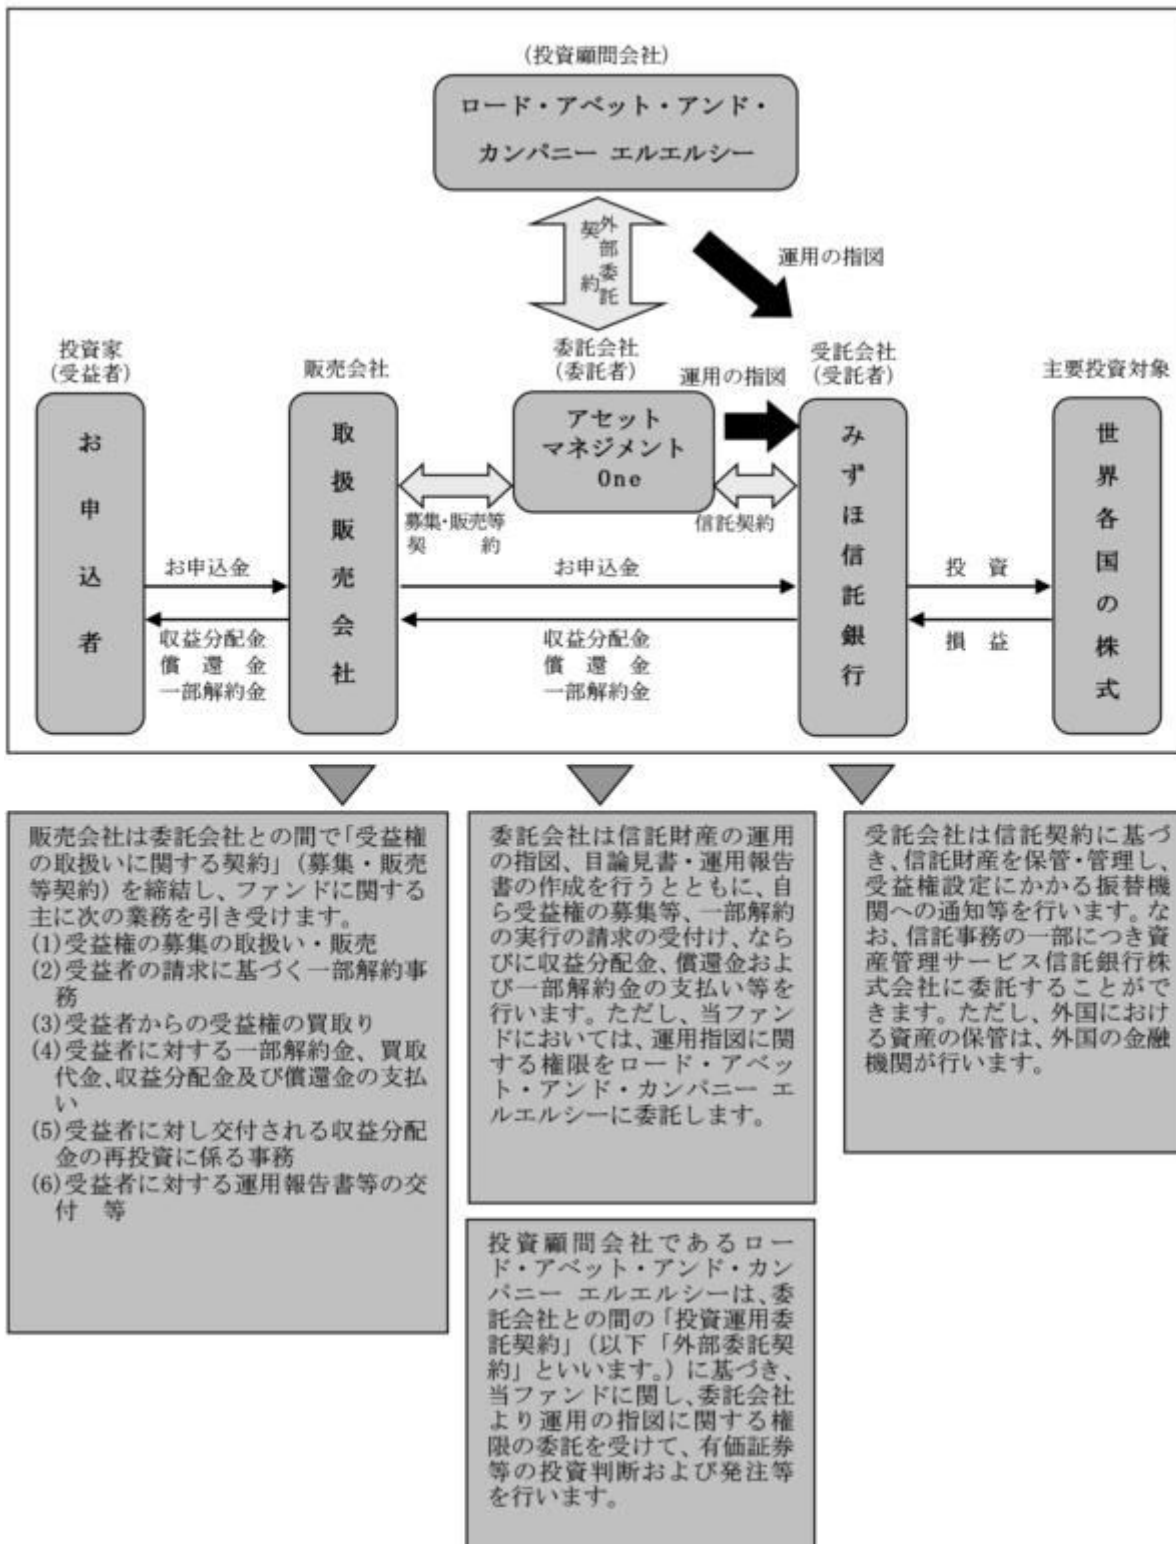 (投資顧問会社)
ロード・アベット・アンド・
カンパニー エルエルシー
外部委託
契約
運用の指図
投資家
(受益者)
販売会社
委託会社
(委託者)
運用の指図
受託会社
(受託者)
主要投資対象
お申込者
取扱販売会社
アセット
マネジメント
One
みずほ信託銀行
世界各国の株式
募集・販売等
契約
信託契約
お申込金
お申込金
投資
収益分配金
償還金
一部解約金
収益分配金
償還金
一部解約金
損益
販売会社は委託会社との間で「受益権
の取扱いに関する契約」(募集・販売
等契約)を締結し、ファンドに関する
主に次の業務を引き受けます。
(1)受益権の募集の取扱い・販売
(2)受益者の請求に基づく一部解約事
務
(3)受益者からの受益権の買取り
(4)受益者に対する一部解約金、買取
代金、収益分配金及び償還金の支払
い
(5)受益者に対し交付される収益分配
金の再投資に係る事務
(6)受益者に対する運用報告書等の交
付 等
委託会社は信託財産の運用
の指図、目論見書・運用報告
書の作成を行うとともに、自
ら受益権の募集等、一部解約
の実行の請求の受付け、なら
びに収益分配金、償還金およ
び一部解約金の支払い等を
行います。ただし、当ファン
ドにおいては、運用指図に関
する権限をロード・アベッ
ト・アンド・カンパニー エ
ルエルシーに委託します。
受託会社は信託契約に基づ
き、信託財産を保管・管理し、
受益権設定にかかる振替機
関への通知等を行います。な
お、信託事務の一部につき資
産管理サービス信託銀行株
式会社に委託することがで
きます。ただし、外国におけ
る資産の保管は、外国の金融
機関が行います。
投資顧問会社であるロー
ド・アベット・アンド・カン
パニー エルエルシーは、委
託会社との間の「投資運用委
託契約」(以下「外部委託契
約」といいます。)に基づき、
当ファンドに関し、委託会社
より運用の指図に関する権
限の委託を受けて、有価証券
等の投資判断および発注等
を行います。